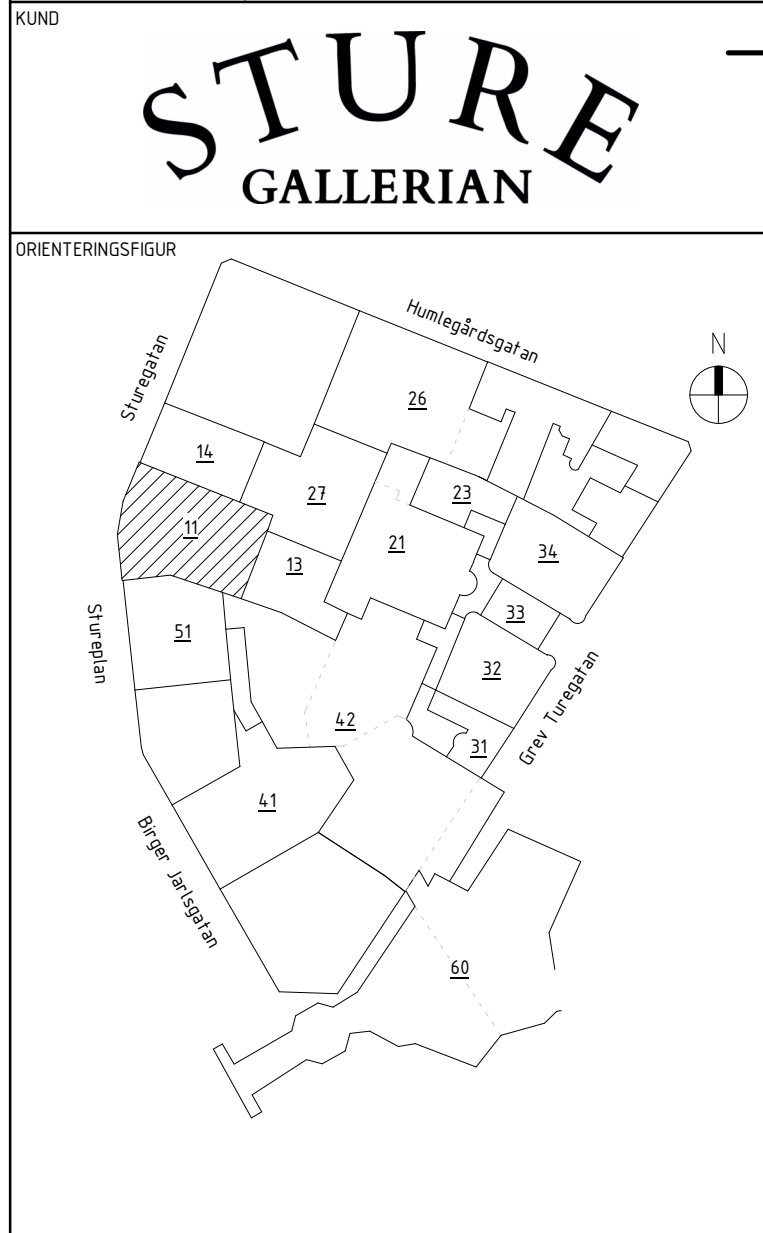 KUND
STURE
GALLERIAN
ORIENTERINGSFIGUR
Humlegårdsgatan
Sturegatan
N
26
14
27
23
11
21
34
13
33
51
Stureplan
32
42
Grev Turegatan
31
41
Birger Jarlsgatan
60